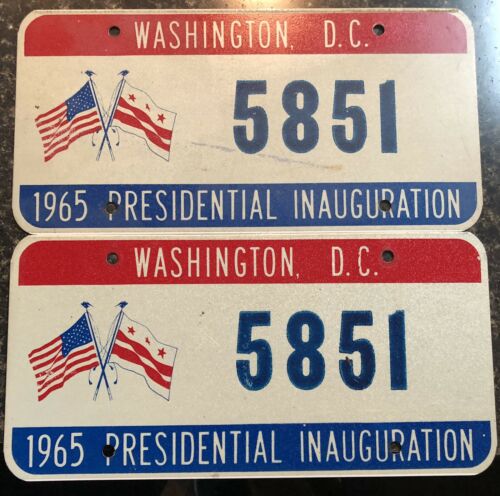 WASHINGTON, D.C.
5851
1965 PRESIDENTIAL INAUGURATION
WASHINGTON, D.C.
5851
1965 PRESIDENTIAL INAUGURATION